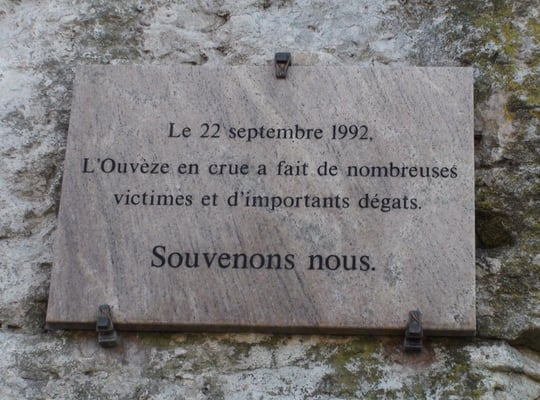 Le 22 septembre 1992,
L'Ouvèze en crue a fait de nombreuses
victimes et d'importants dégats.
Souvenons nous.